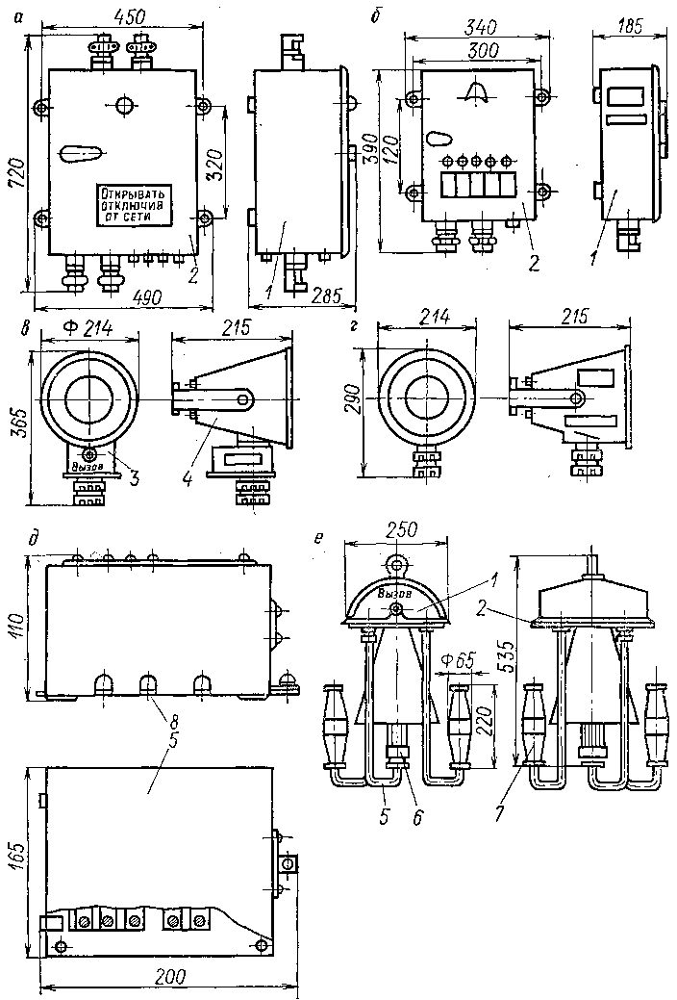 а
450
720
320
ОТКРЫВАТЬ
ОТКЛЮЧИВ
ОТ СЕТИ
2
490
1
285
б
340
300
390
120
2
185
1
в
Ф 214
365
Вызов
3
215
4
г
214
290
215
д
110
8
5
165
200
е
250
Вызов
1
Ф 65
220
5
6
2
535
7